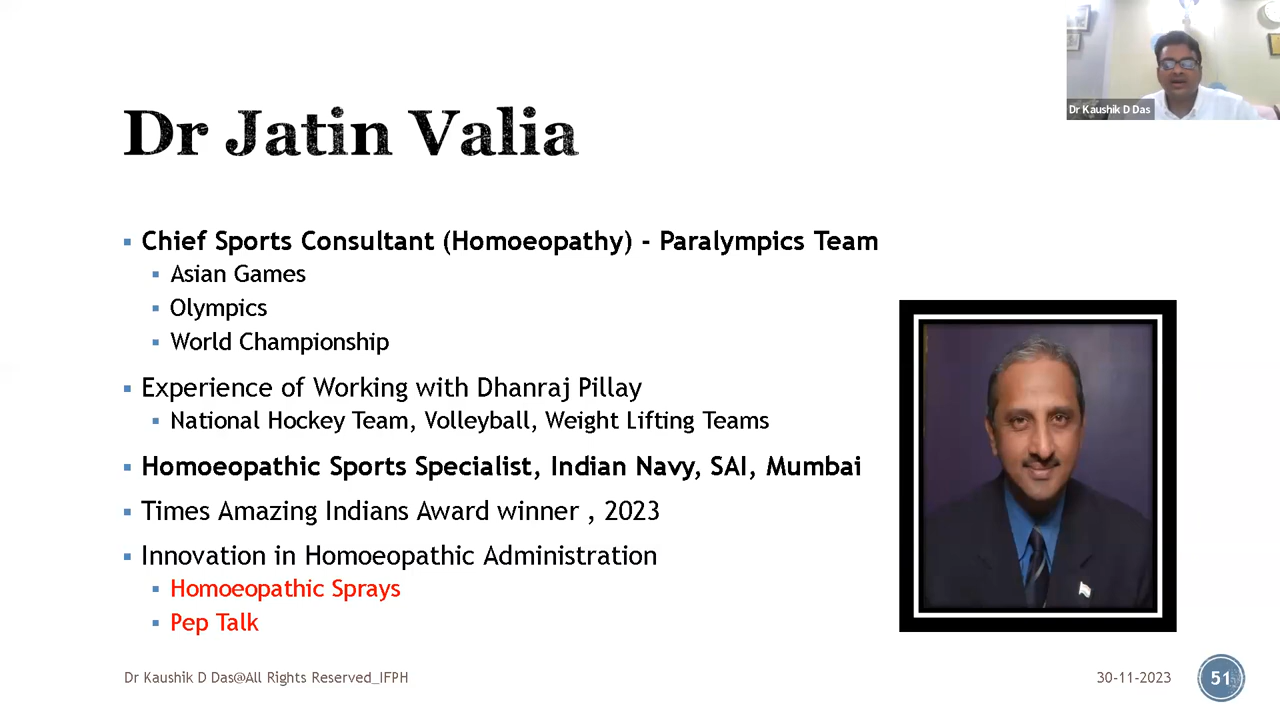 Dr Kaushik D Das
Dr Jatin Valia
Chief Sports Consultant (Homoeopathy) - Paralympics Team
Asian Games
Olympics
World Championship
Experience of Working with Dhanraj Pillay
National Hockey Team, Volleyball, Weight Lifting Teams
Homoeopathic Sports Specialist, Indian Navy, SAI, Mumbai
Times Amazing Indians Award winner , 2023
Innovation in Homoeopathic Administration
Homoeopathic Sprays
Pep Talk
Dr Kaushik D Das@All Rights Reserved_IFPH
30-11-2023
51